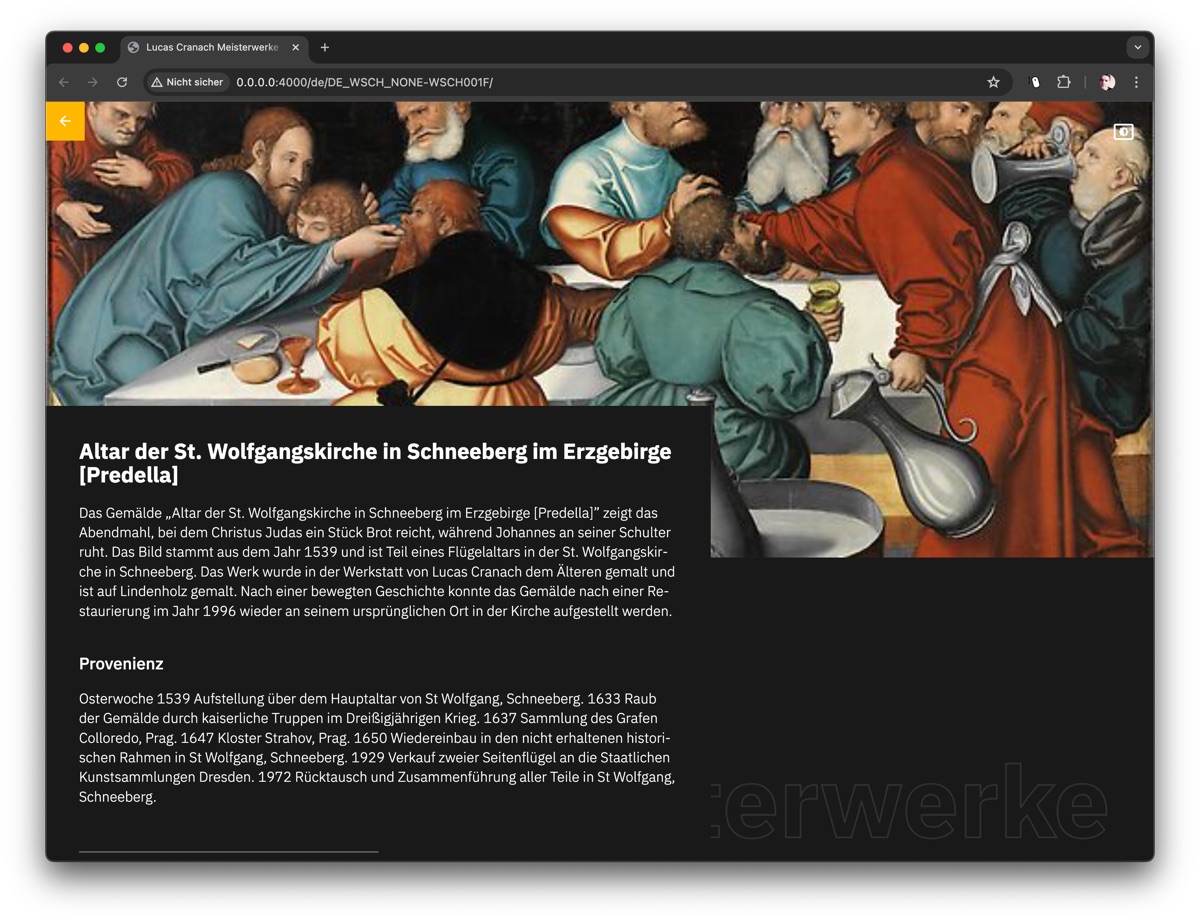 Lucas Cranach Meisterwerke
Nicht sicher
0.0.0.0:4000/de/DE_WSCH_NONE-WSCH001F/
Altar der St. Wolfgangskirche in Schneeberg im Erzgebirge
[Predella]
Das Gemälde „Altar der St. Wolfgangskirche in Schneeberg im Erzgebirge [Predella]” zeigt das
Abendmahl, bei dem Christus Judas ein Stück Brot reicht, während Johannes an seiner Schulter
ruht. Das Bild stammt aus dem Jahr 1539 und ist Teil eines Flügelaltars in der St. Wolfgangskir-
che in Schneeberg. Das Werk wurde in der Werkstatt von Lucas Cranach dem Älteren gemalt und
ist auf Lindenholz gemalt. Nach einer bewegten Geschichte konnte das Gemälde nach einer Re-
staurierung im Jahr 1996 wieder an seinem ursprünglichen Ort in der Kirche aufgestellt werden.
Provenienz
Osterwoche 1539 Aufstellung über dem Hauptaltar von St Wolfgang, Schneeberg. 1633 Raub
der Gemälde durch kaiserliche Truppen im Dreißigjährigen Krieg. 1637 Sammlung des Grafen
Colloredo, Prag. 1647 Kloster Strahov, Prag. 1650 Wiedereinbau in den nicht erhaltenen histori-
schen Rahmen in St Wolfgang, Schneeberg. 1929 Verkauf zweier Seitenflügel an die Staatlichen
Kunstsammlungen Dresden. 1972 Rücktausch und Zusammenführung aller Teile in St Wolfgang,
Schneeberg.
terwerke